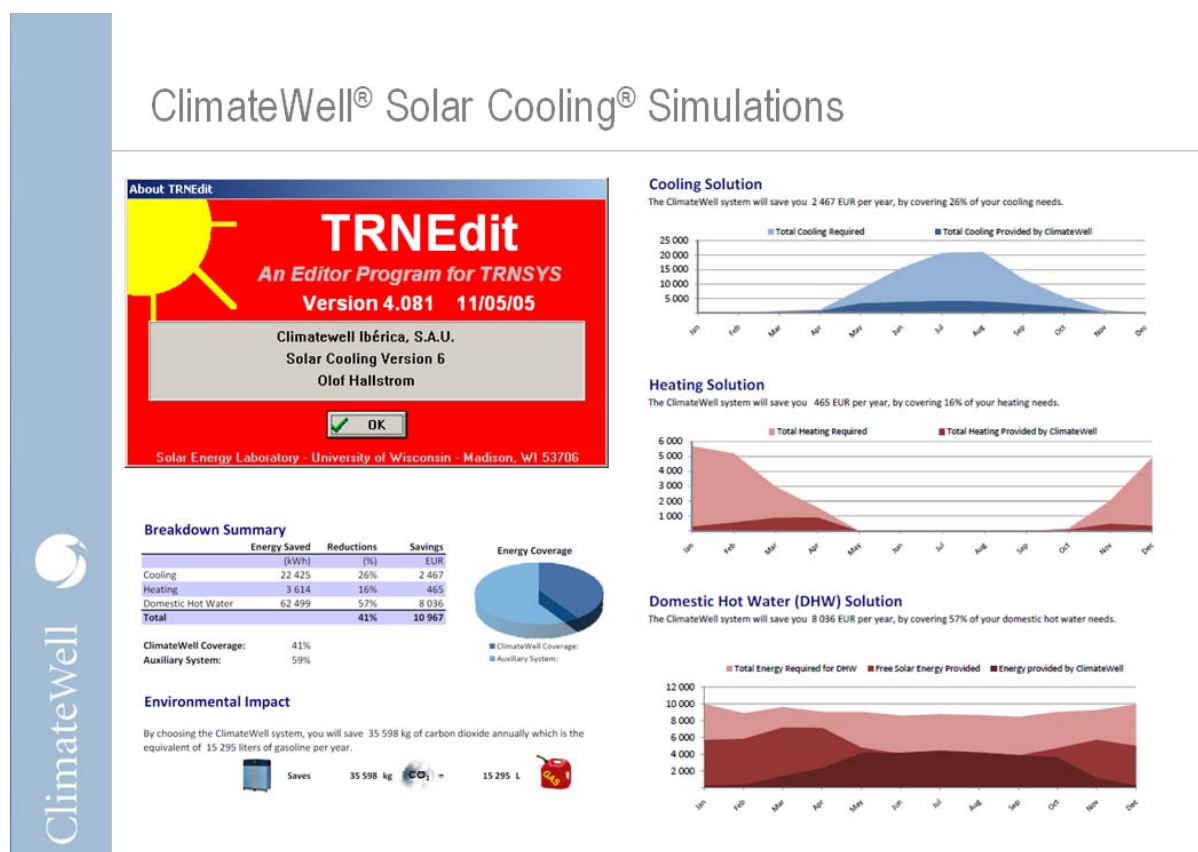 ClimateWell® Solar Cooling® Simulations
About TRNEdit
TRNEdit
An Editor Program for TRNSYS
Version 4.081 11/05/05
Climatewell Ibérica, S.A.U.
Solar Cooling Version 6
Olof Hallstrom
OK
Solar Energy Laboratory - University of Wisconsin - Madison, WI 53706
Breakdown Summary
Energy Saved Reductions Savings
(kWh) (%) EUR
Cooling 22 425 26% 2 467
Heating 3 614 16% 465
Domestic Hot Water 62 499 57% 8 036
Total 41% 10 967
ClimateWell Coverage: 41%
Auxiliary System: 59%
Energy Coverage
ClimateWell Coverage:
Auxiliary System:
Environmental Impact
By choosing the ClimateWell system, you will save 35 598 kg of carbon dioxide annually which is the
equivalent of 15 295 liters of gasoline per year.
Saves 35 598 kg CO₂ = 15 295 L GAS
Cooling Solution
The ClimateWell system will save you 2 467 EUR per year, by covering 26% of your cooling needs.
Total Cooling Required Total Cooling Provided by ClimateWell
25 000
20 000
15 000
10 000
5 000
Jan Feb Mar Apr May Jun Jul Aug Sep Oct Nov Dec
Heating Solution
The ClimateWell system will save you 465 EUR per year, by covering 16% of your heating needs.
Total Heating Required Total Heating Provided by ClimateWell
6 000
5 000
4 000
3 000
2 000
1 000
Jan Feb Mar Apr May Jun Jul Aug Sep Oct Nov Dec
Domestic Hot Water (DHW) Solution
The ClimateWell system will save you 8 036 EUR per year, by covering 57% of your domestic hot water needs.
Total Energy Required for DHW Free Solar Energy Provided Energy provided by ClimateWell
12 000
10 000
8 000
6 000
4 000
2 000
Jan Feb Mar Apr May Jun Jul Aug Sep Oct Nov Dec
ClimateWell